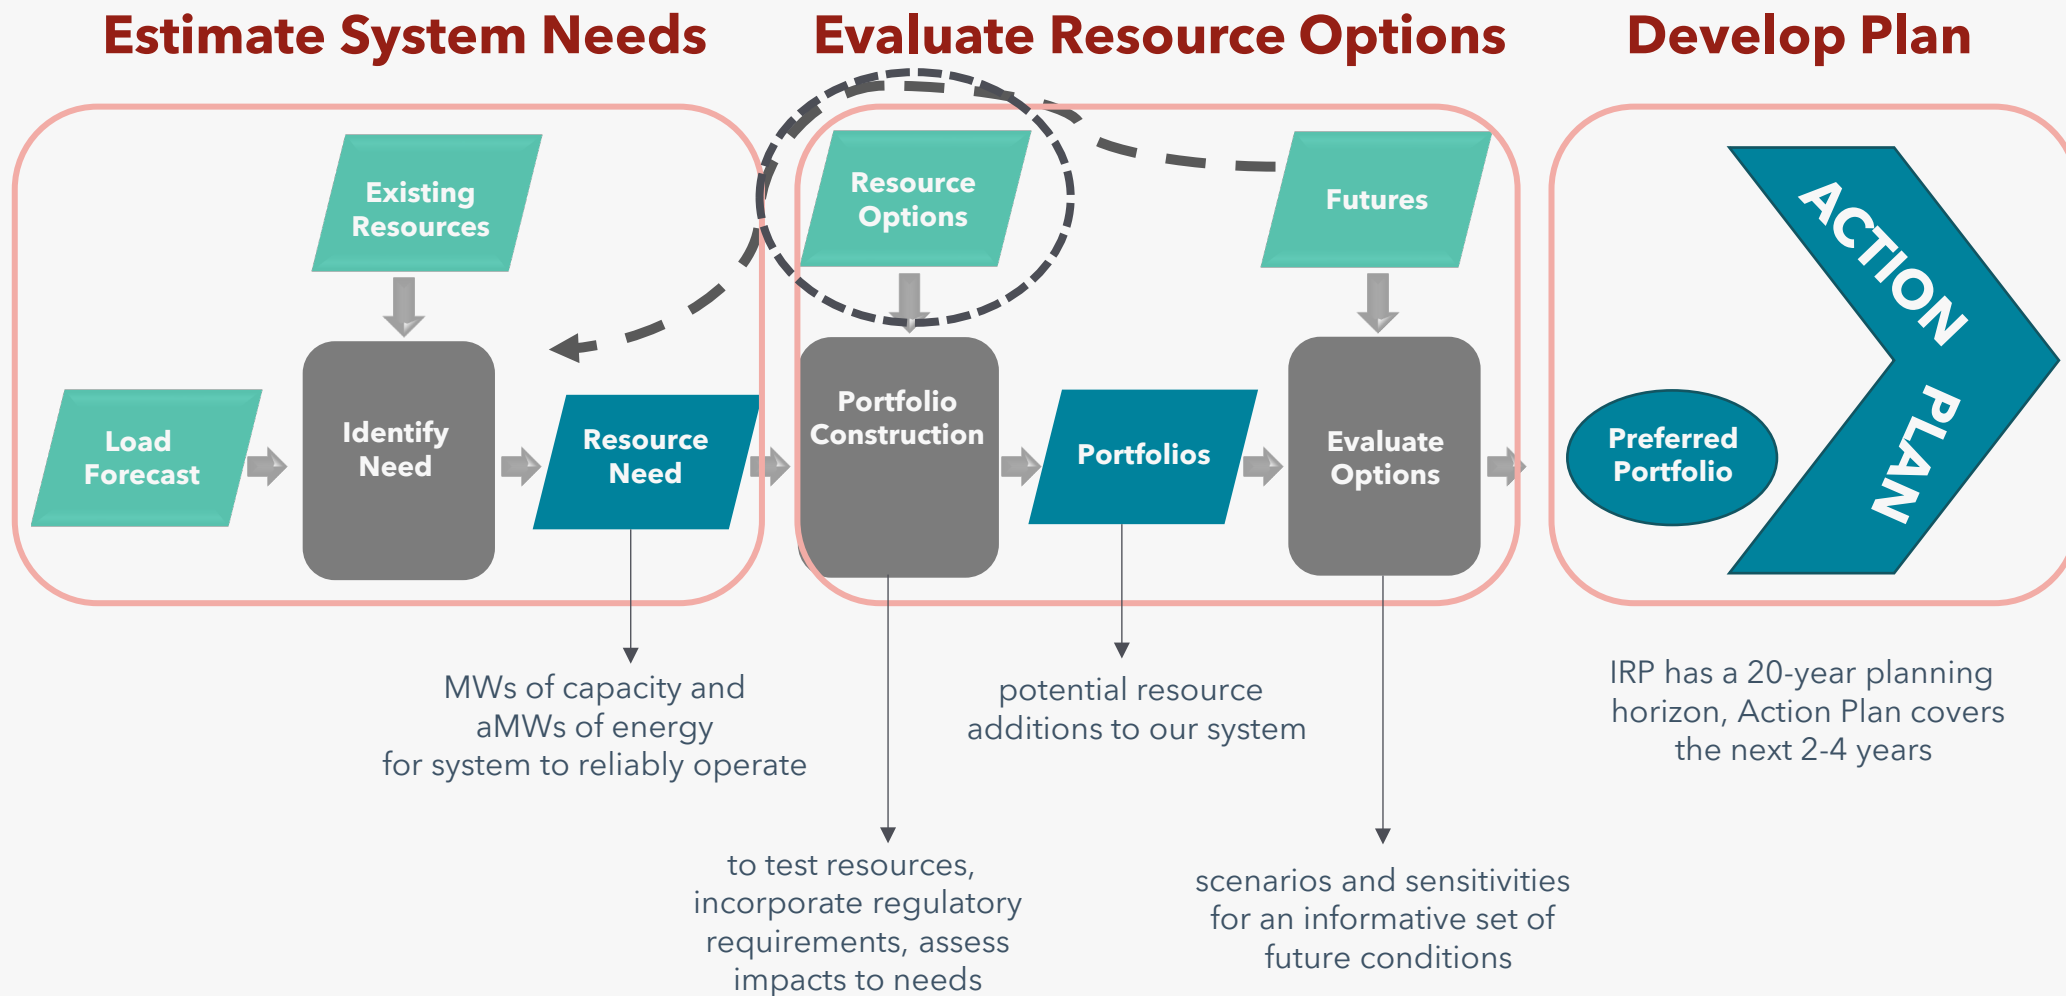 Estimate System Needs
Evaluate Resource Options
Develop Plan
Existing
Resources
Load
Forecast
Identify
Need
Resource
Need
Resource
Options
Portfolio
Construction
Portfolios
Futures
Evaluate
Options
Preferred
Portfolio
ACTION
PLAN
MWs of capacity and
aMWs of energy
for system to reliably operate
to test resources,
incorporate regulatory
requirements, assess
impacts to needs
potential resource
additions to our system
scenarios and sensitivities
for an informative set of
future conditions
IRP has a 20-year planning
horizon, Action Plan covers
the next 2-4 years